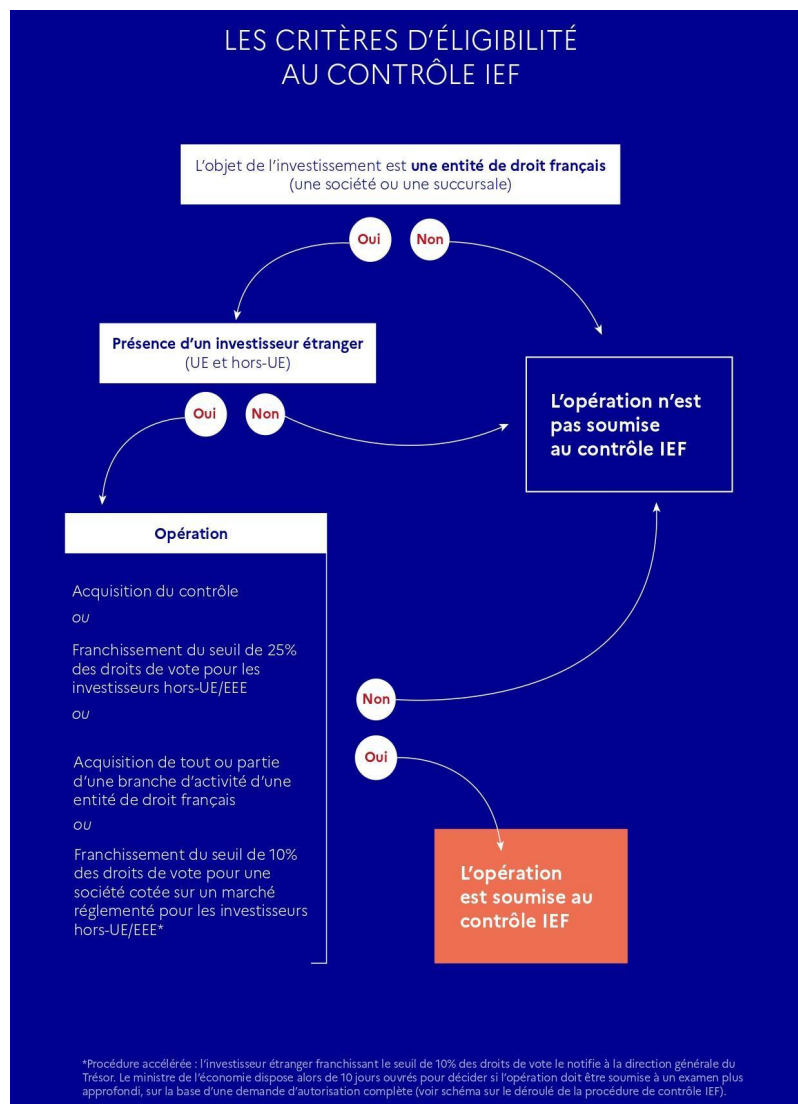 LES CRITÈRES D’ÉLIGIBILITÉ
AU CONTRÔLE IEF
L’objet de l’investissement est une entité de droit français
(une société ou une succursale)
Oui
Non
Présence d’un investisseur étranger
(UE et hors-UE)
Oui
Non
L’opération n’est
pas soumise
au contrôle IEF
Opération
Acquisition du contrôle
OU
Franchissement du seuil de 25%
des droits de vote pour les
investisseurs hors-UE/EEE
OU
Acquisition de tout ou partie
d’une branche d’activité d’une
entité de droit français
OU
Franchissement du seuil de 10%
des droits de vote pour une
société cotée sur un marché
réglementé pour les investisseurs
hors-UE/EEE*
Non
Oui
L’opération
est soumise au
contrôle IEF
*Procédure accélérée : l’investisseur étranger franchissant le seuil de 10% des droits de vote le notifie à la direction générale du
Trésor. Le ministre de l’économie dispose alors de 10 jours ouvrés pour décider si l’opération doit être soumise à un examen plus
approfondi, sur la base d’une demande d’autorisation complète (voir schéma sur le déroulé de la procédure de contrôle IEF).